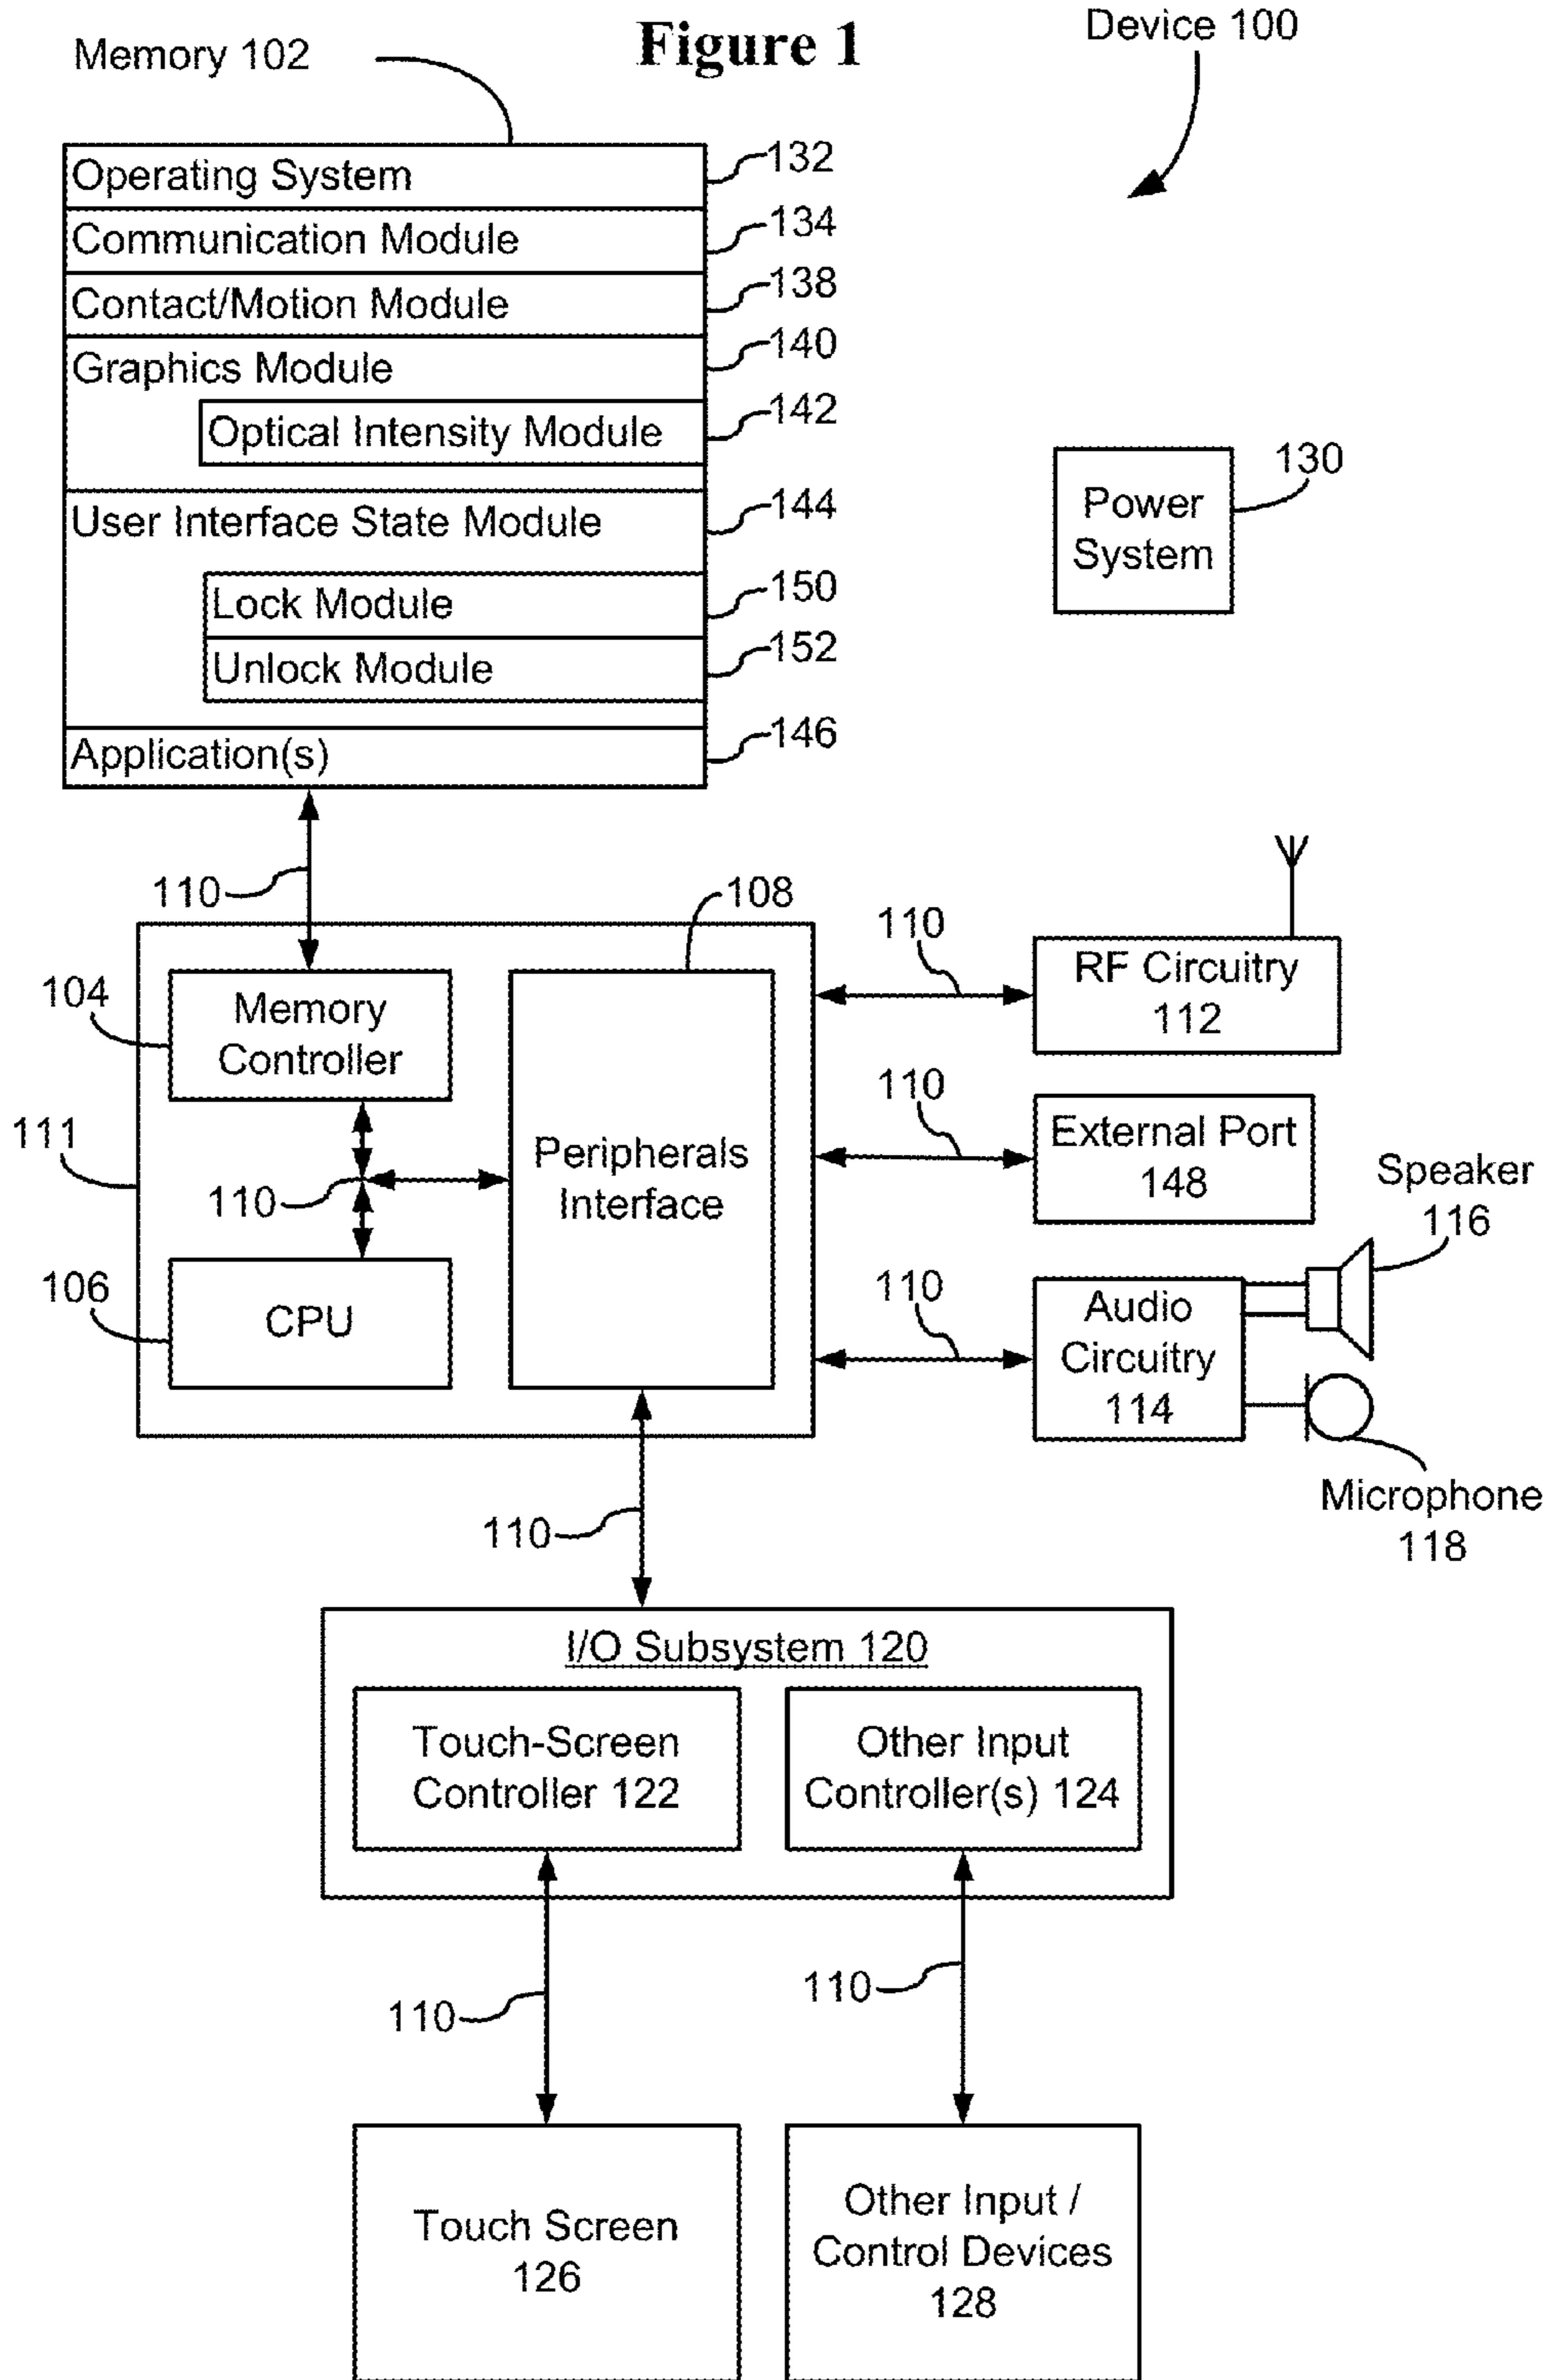 Figure 1
Device 100
Memory 102
Operating System
132
Communication Module
134
Contact/Motion Module
138
Graphics Module
140
Optical Intensity Module
142
User Interface State Module
144
Lock Module
150
Unlock Module
152
Application(s)
146
Power
System
130
110
108
104
Memory
Controller
111
110
Peripherals
Interface
106
CPU
110
RF Circuitry
112
110
External Port
148
Speaker
116
110
Audio
Circuitry
114
Microphone
118
110
I/O Subsystem 120
Touch-Screen
Controller 122
Other Input
Controller(s) 124
110
110
Touch Screen
126
Other Input /
Control Devices
128